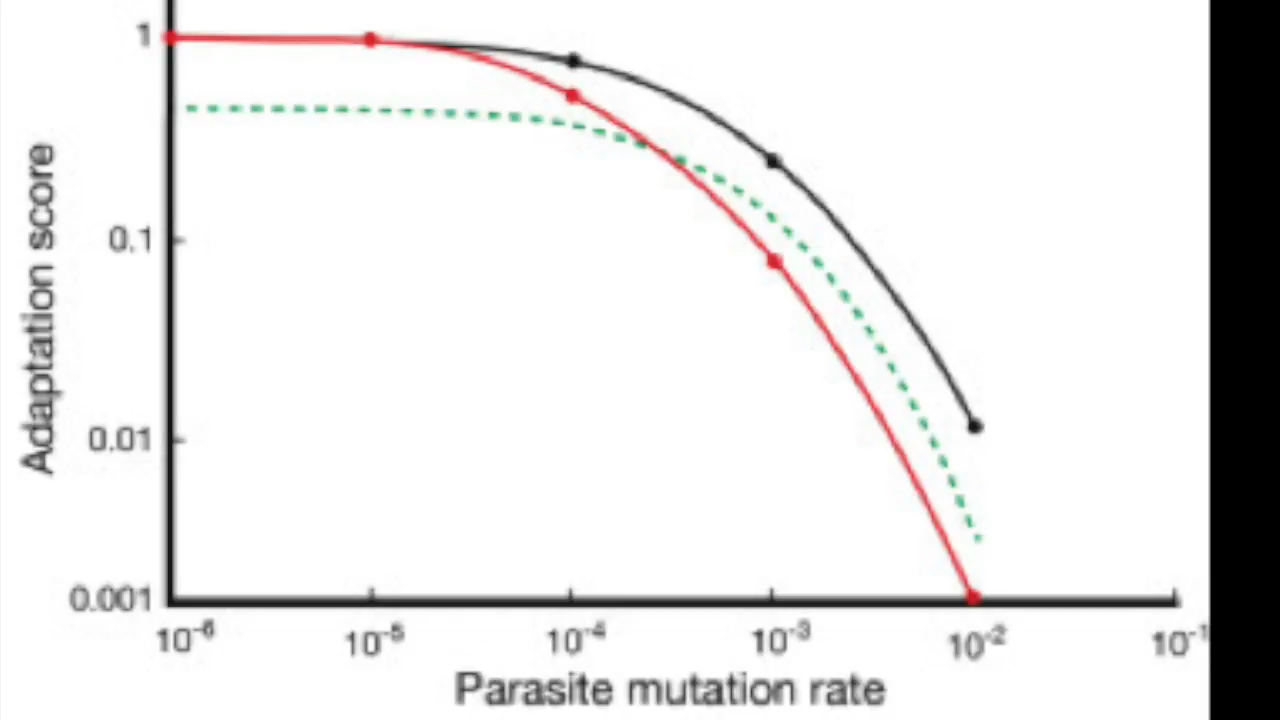 1
0.1
0.01
0.001
Adaptation score
10⁻⁶ 10⁻⁵ 10⁻⁴ 10⁻³ 10⁻² 10⁻¹
Parasite mutation rate